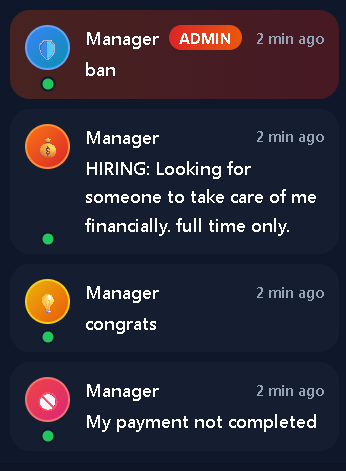 Manager ADMIN 2 min ago
ban
Manager 2 min ago
HIRING: Looking for
someone to take care of me
financially. full time only.
Manager 2 min ago
congrats
Manager 2 min ago
My payment not completed